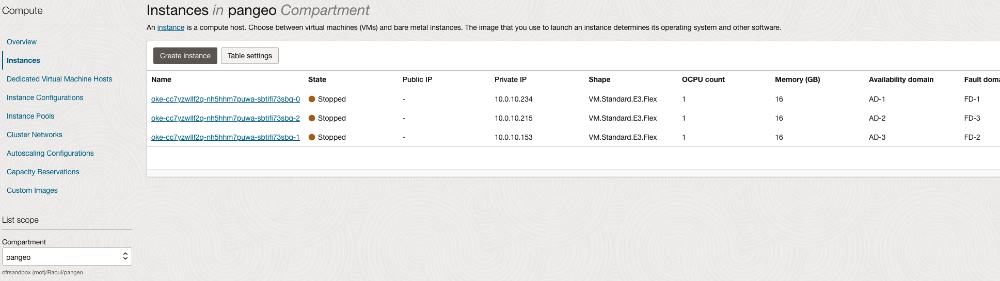 Compute
Overview
Instances
Dedicated Virtual Machine Hosts
Instance Configurations
Instance Pools
Cluster Networks
Autoscaling Configurations
Capacity Reservations
Custom Images
List scope
Compartment
pangeo
ofrsandbox (root)/Raoul/pangeo
Instances in pangeo Compartment
An instance is a compute host. Choose between virtual machines (VMs) and bare metal instances. The image that you use to launch an instance determines its operating system and other software.
Create instance Table settings
Name State Public IP Private IP Shape OCPU count Memory (GB) Availability domain Fault doma
oke-cc7yzwllf2q-nh5hhm7puwa-sbtifi73sbq-0 Stopped - 10.0.10.234 VM.Standard.E3.Flex 1 16 AD-1 FD-1
oke-cc7yzwllf2q-nh5hhm7puwa-sbtifi73sbq-2 Stopped - 10.0.10.215 VM.Standard.E3.Flex 1 16 AD-2 FD-3
oke-cc7yzwllf2q-nh5hhm7puwa-sbtifi73sbq-1 Stopped - 10.0.10.153 VM.Standard.E3.Flex 1 16 AD-3 FD-2